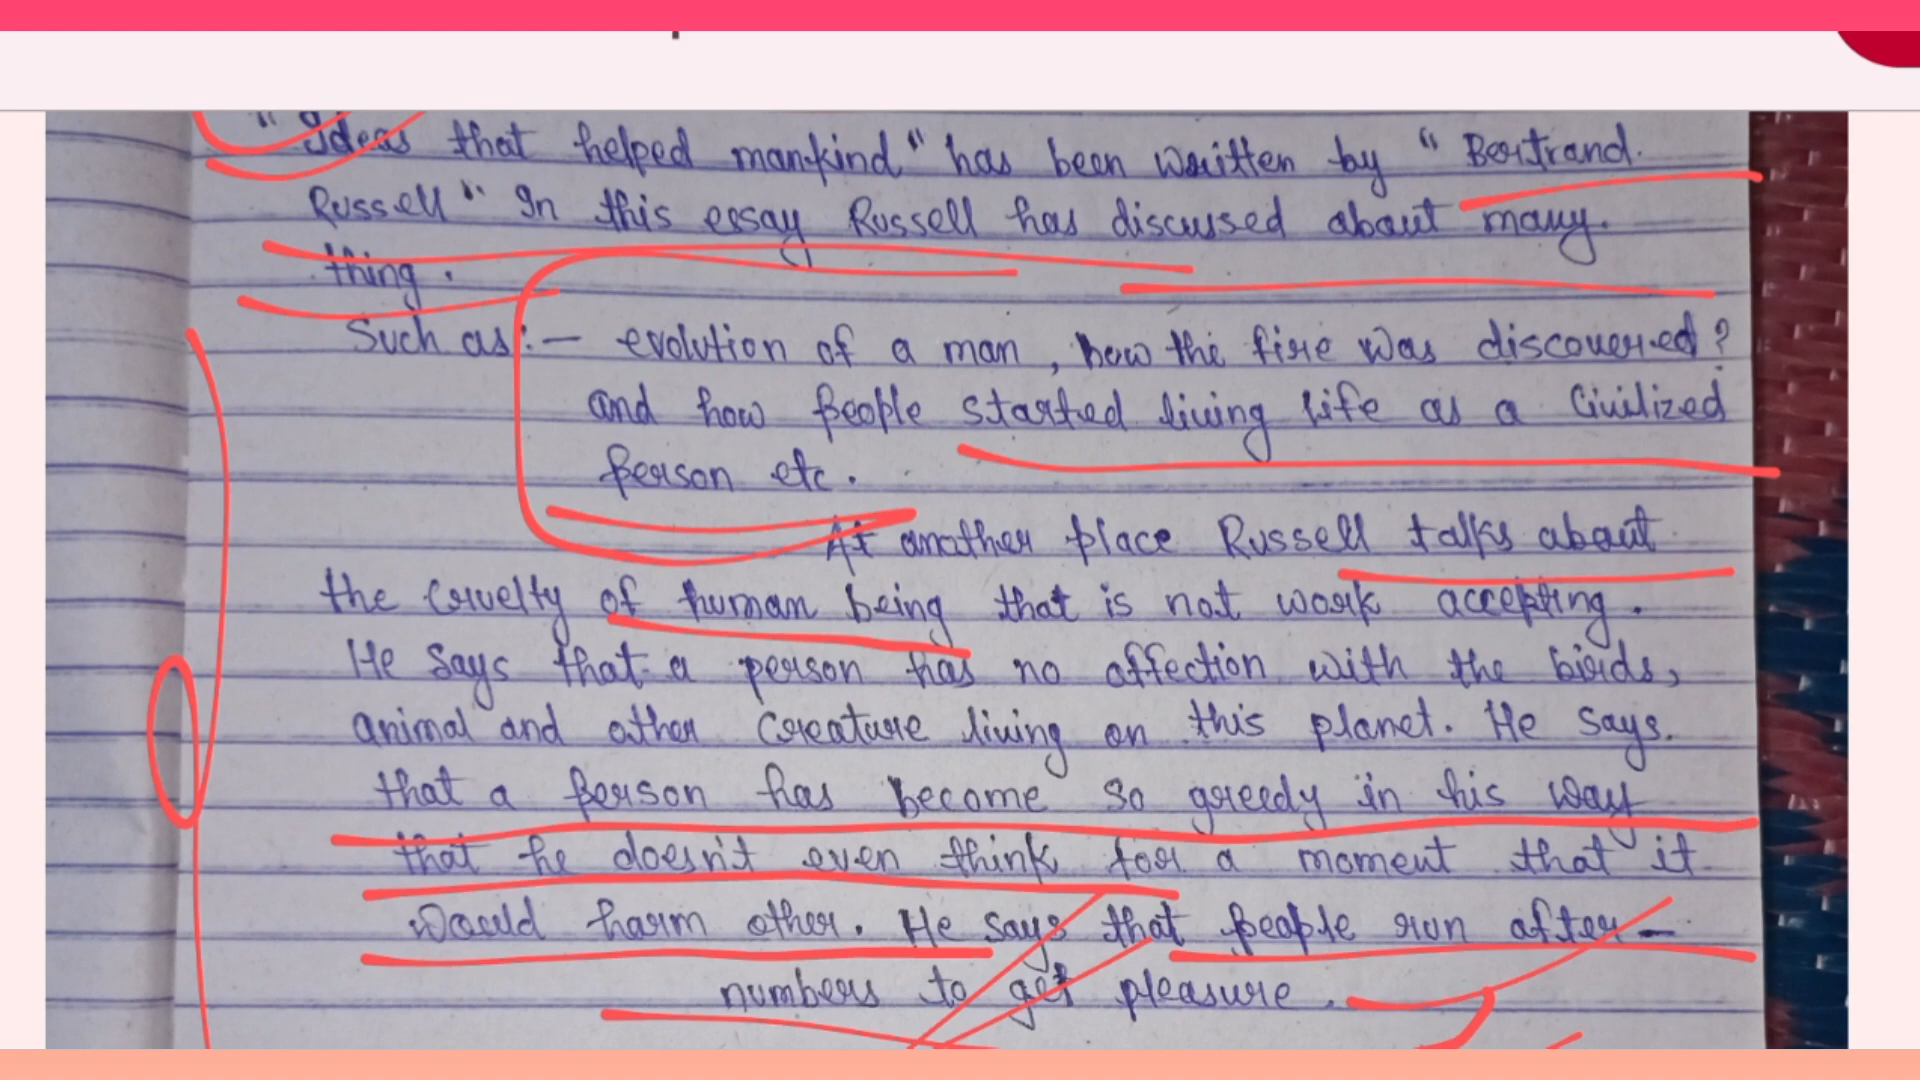 "Ideas that helped mankind" has been written by "Bertrand
Russell" In this essay Russell has discussed about many
thing.
Such as:- evolution of a man, how the fire was discovered?
and how people started living life as a Civilized
Person etc.
At another place Russell talks about
the cruelty of human being that is not work accepting.
He Says that a person has no affection with the birds,
animal and other Creature living on this planet. He Says.
that a Person has become so greedy in his way
that he doesn't even think for a moment that it
Would harm other. He says that people run after-
numbers to get pleasure.